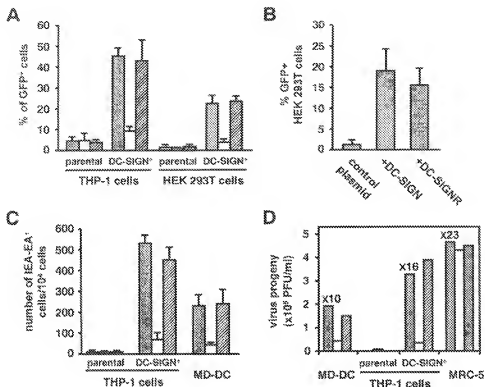 A
% of GFP⁺ cells
60
50
40
30
20
10
0
parental DC-SIGN⁺ parental DC-SIGN⁺
THP-1 cells HEK 293T cells
B
% GFP+
HEK 293T cells
30
25
20
15
10
5
0
control plasmid
+DC-SIGN
+DC-SIGNR
C
number of IEA-EA⁺
cells/10⁴ cells
600
500
400
300
200
100
0
parental DC-SIGN⁺
THP-1 cells
MD-DC
D
virus progeny
5
4
3
2
1
0
x10
x16
x23
parental DC-SIGN⁺
MD-DC
THP-1 cells
MRC-5